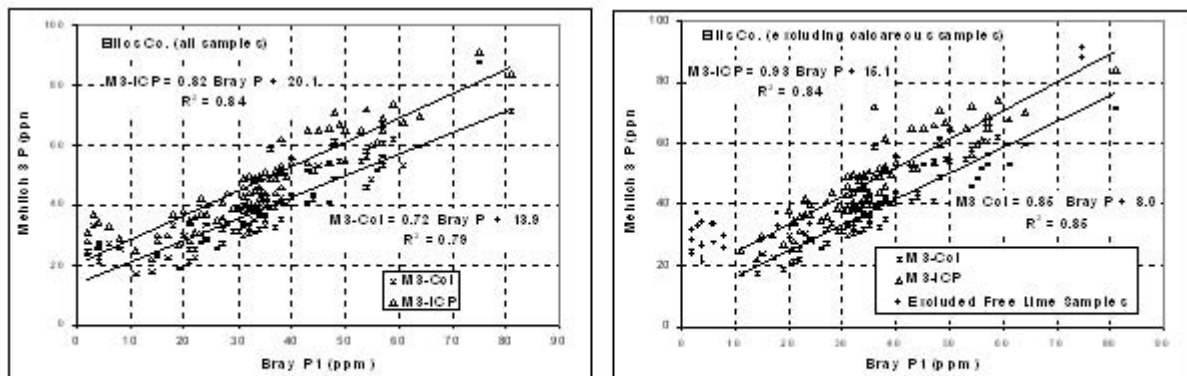 Ellis Co. (all samples)
M3-ICP = 0.82 Bray P + 20.1
R² = 0.84
M3-Col = 0.72 Bray P + 13.9
R² = 0.79
M3-Col
M3-ICP
Mehlich 3 P (ppm
100
80
60
40
20
0
0 10 20 30 40 50 60 70 80 90
Bray P1 (ppm)
Ellis Co. (excluding calcareous samples)
M3-ICP = 0.93 Bray P + 15.1
R² = 0.84
M3-Col = 0.85 Bray P + 8.0
R² = 0.85
M3-Col
M3-ICP
Excluded Free Lime Samples
Mehlich 3 P (ppm
100
80
60
40
20
0
0 10 20 30 40 50 60 70 80 90
Bray P1 (ppm)